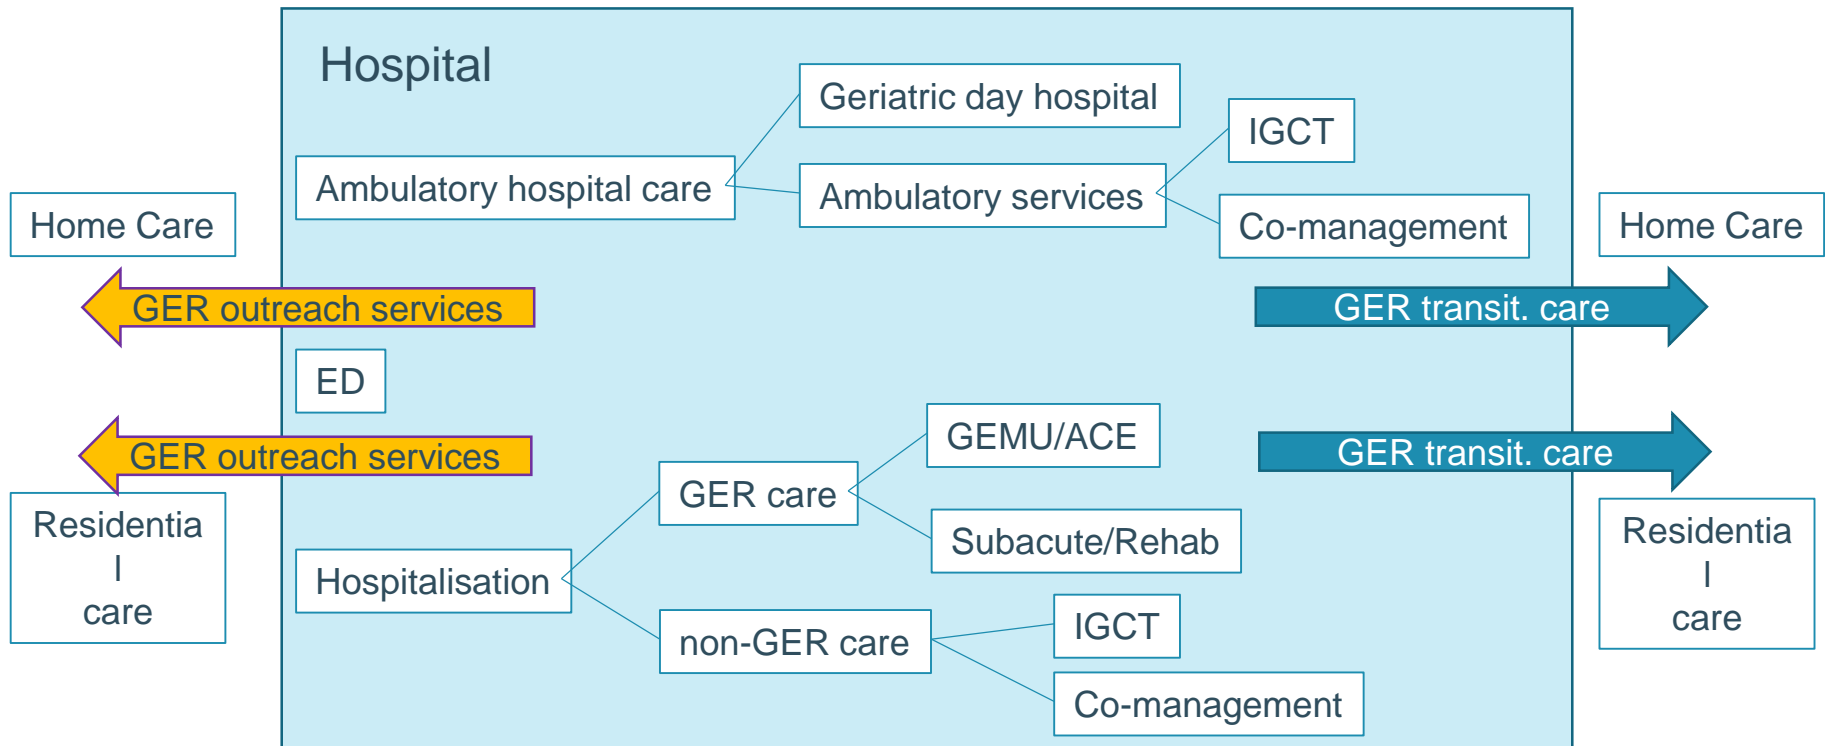 Hospital
Geriatric day hospital
IGCT
Ambulatory hospital care
Ambulatory services
Home Care
Co-management
Home Care
GER outreach services
GER transit. care
ED
GEMU/ACE
GER outreach services
GER transit. care
GER care
Residentia
l
care
Subacute/Rehab
Residentia
l
care
Hospitalisation
IGCT
non-GER care
Co-management